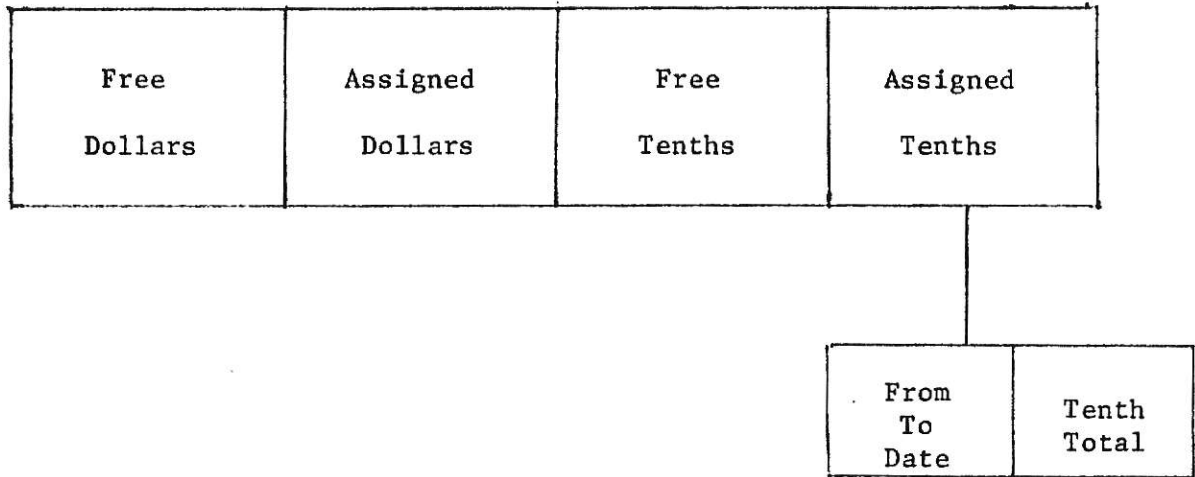 Free
Dollars
Assigned
Dollars
Free
Tenths
Assigned
Tenths
From
To
Date
Tenth
Total